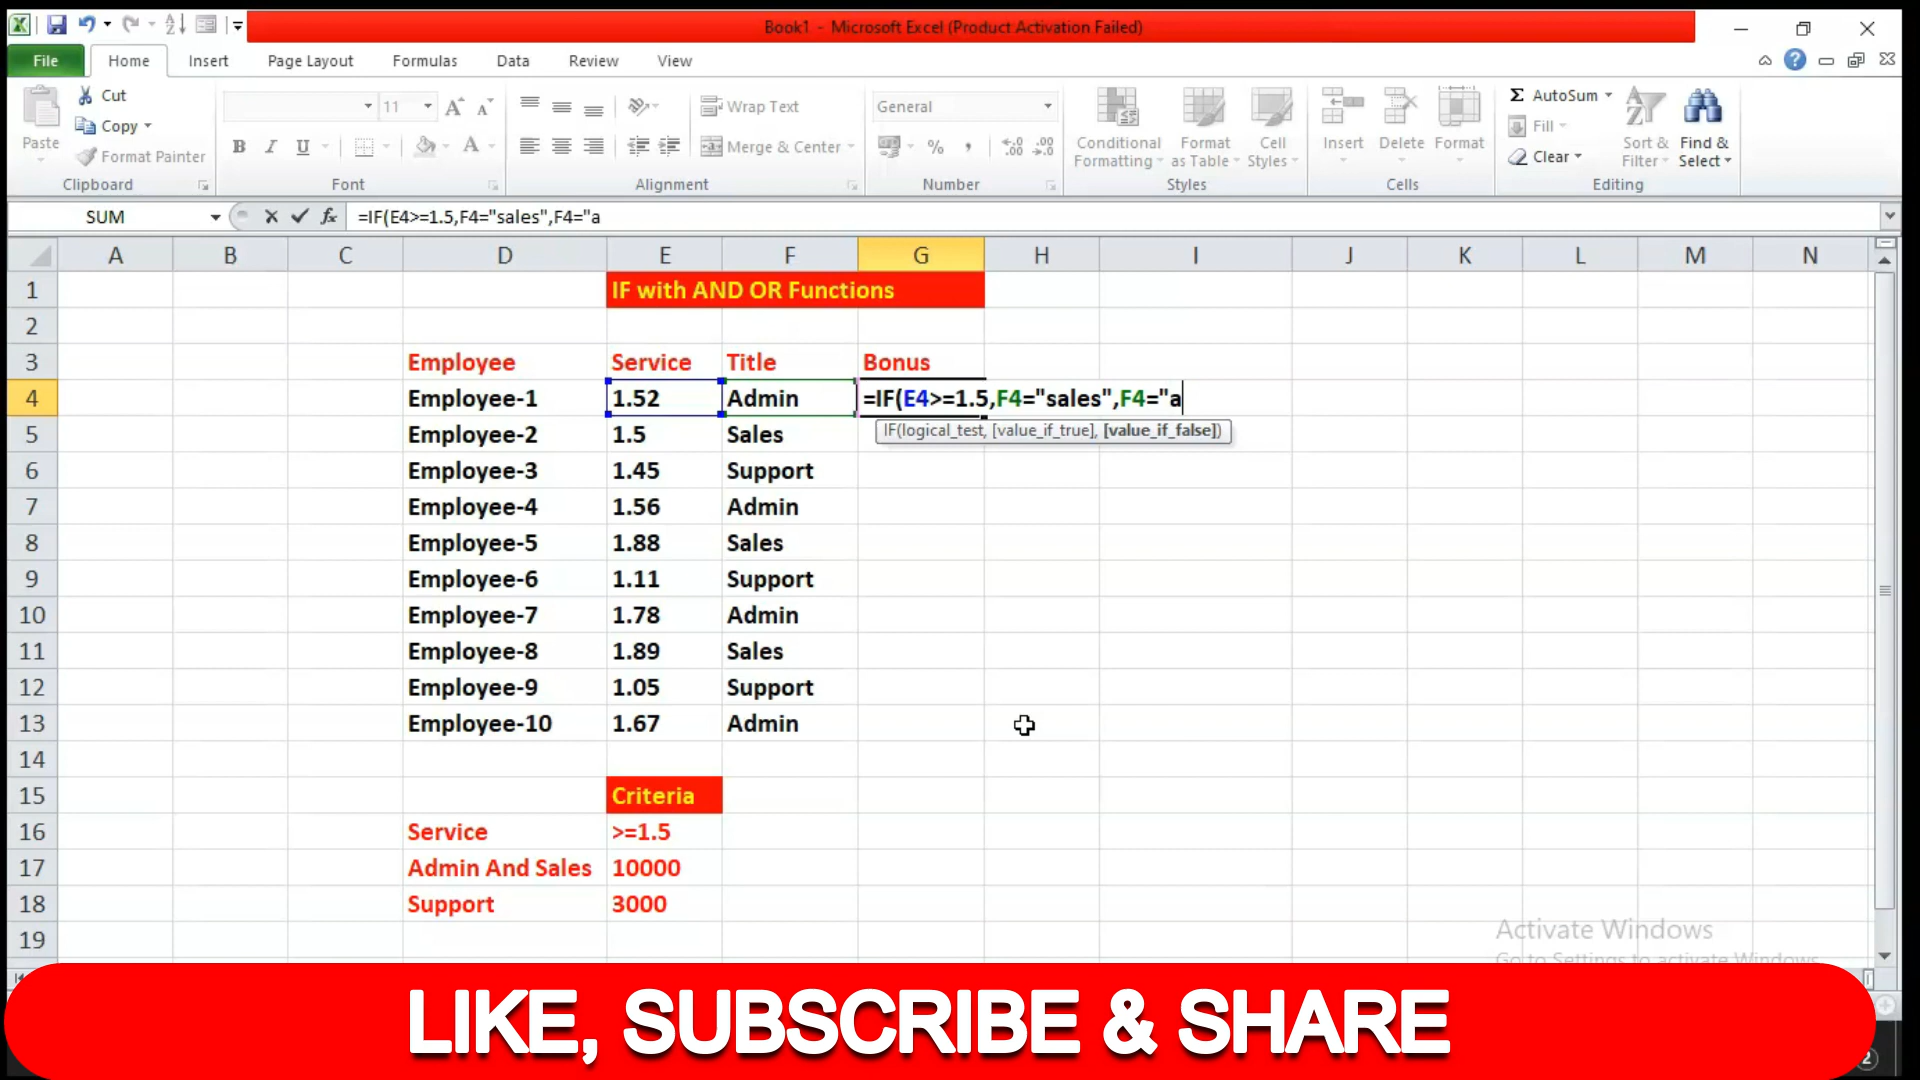 Book1 - Microsoft Excel (Product Activation Failed)
File Home Insert Page Layout Formulas Data Review View
Paste
Cut
Copy
Format Painter
Clipboard
11
B I U
Font
Wrap Text
Merge & Center
Alignment
General
% , .00
Number
Conditional Formatting
Format as Table
Cell Styles
Styles
Insert Delete Format
Cells
Σ AutoSum
Fill
Clear
Sort & Filter
Find & Select
Editing
SUM fx =IF(E4>=1.5,F4="sales",F4="a
A B C D E F G H I J K L M N
1 IF with AND OR Functions
2
3 Employee Service Title Bonus
4 Employee-1 1.52 Admin =IF(E4>=1.5,F4="sales",F4="a
IF(logical_test, [value_if_true], [value_if_false])
5 Employee-2 1.5 Sales
6 Employee-3 1.45 Support
7 Employee-4 1.56 Admin
8 Employee-5 1.88 Sales
9 Employee-6 1.11 Support
10 Employee-7 1.78 Admin
11 Employee-8 1.89 Sales
12 Employee-9 1.05 Support
13 Employee-10 1.67 Admin
14
15 Criteria
16 Service >=1.5
17 Admin And Sales 10000
18 Support 3000
19
Activate Windows
Go to Settings to activate Windows.
LIKE, SUBSCRIBE & SHARE